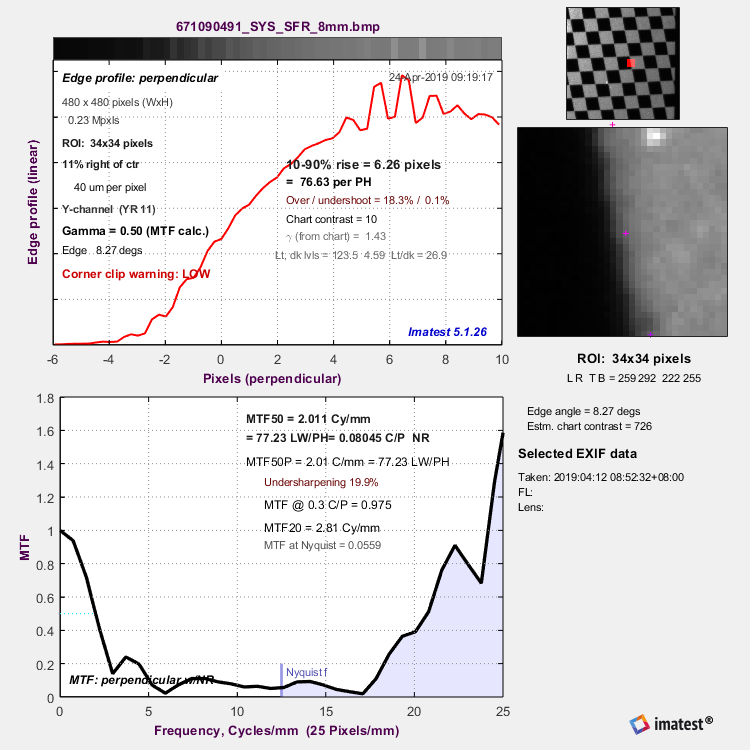 671090491_SYS_SFR_8mm.bmp
Edge profile: perpendicular
24-Apr-2019 09:19:17
480 x 480 pixels (WxH)
0.23 Mpxls
ROI: 34x34 pixels
11% right of ctr
40 um per pixel
Y-channel (YR 11)
Gamma = 0.50 (MTF calc.)
Edge 8.27 degs
Corner clip warning: LOW
10-90% rise = 6.26 pixels
= 76.63 per PH
Over / undershoot = 18.3% / 0.1%
Chart contrast = 10
γ (from chart) = 1.43
Lt, dk lvls = 123.5 4.59 Lt/dk = 26.9
Imatest 5.1.26
Edge profile (linear)
-6 -4 -2 0 2 4 6 8 10
Pixels (perpendicular)
ROI: 34x34 pixels
L R T B = 259 292 222 255
Edge angle = 8.27 degs
Estm. chart contrast = 726
Selected EXIF data
Taken: 2019:04:12 08:52:32+08:00
FL:
Lens:
MTF50 = 2.011 Cy/mm
= 77.23 LW/PH= 0.08045 C/P NR
MTF50P = 2.01 C/mm = 77.23 LW/PH
Undersharpening 19.9%
MTF @ 0.3 C/P = 0.975
MTF20 = 2.81 Cy/mm
MTF at Nyquist = 0.0559
Nyquist f
MTF: perpendicular w/NR
MTF
1.8
1.6
1.4
1.2
1
0.8
0.6
0.4
0.2
0
0 5 10 15 20 25
Frequency, Cycles/mm (25 Pixels/mm)
imatest®